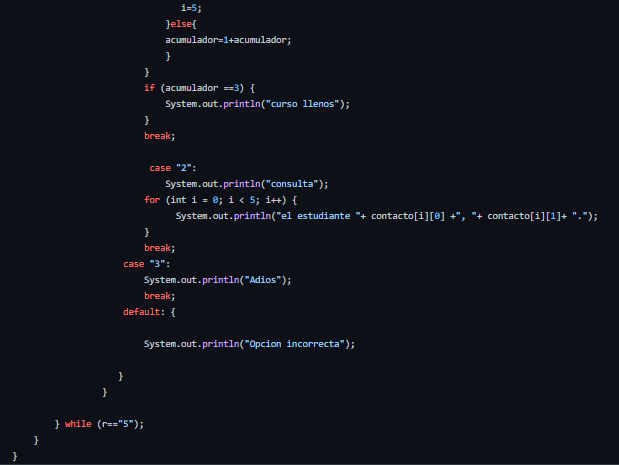 i=5;
}else{
acumulador=1+acumulador;
}
}
if (acumulador ==3) {
System.out.println("curso llenos");
}
break;
case "2":
System.out.println("consulta");
for (int i = 0; i < 5; i++) {
System.out.println("el estudiante "+ contacto[i][0] +", "+ contacto[i][1]+ ".");
}
break;
case "3":
System.out.println("Adios");
break;
default: {
System.out.println("Opcion incorrecta");
}
}
} while (r=="5");
}
}